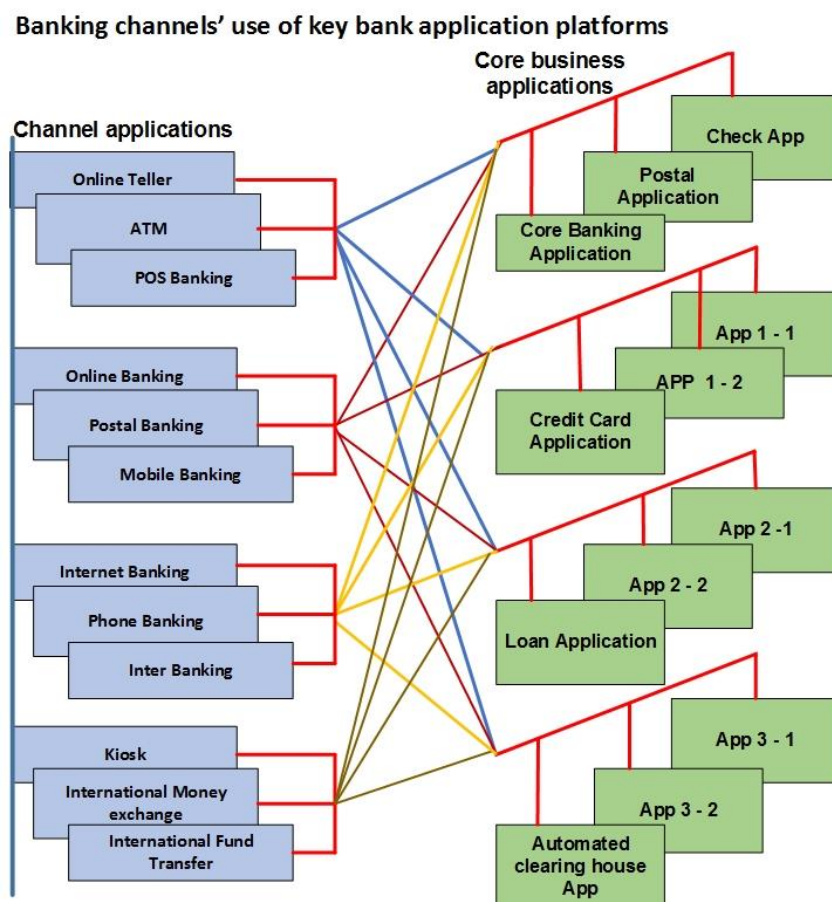 Banking channels’ use of key bank application platforms
Core business
applications
Channel applications
Online Teller
ATM
POS Banking
Check App
Postal
Application
Core Banking
Application
Online Banking
Postal Banking
Mobile Banking
App 1 - 1
APP 1 - 2
Credit Card
Application
Internet Banking
Phone Banking
Inter Banking
App 2 -1
App 2 - 2
Loan Application
Kiosk
International Money
exchange
International Fund
Transfer
App 3 - 1
App 3 - 2
Automated
clearing house
App